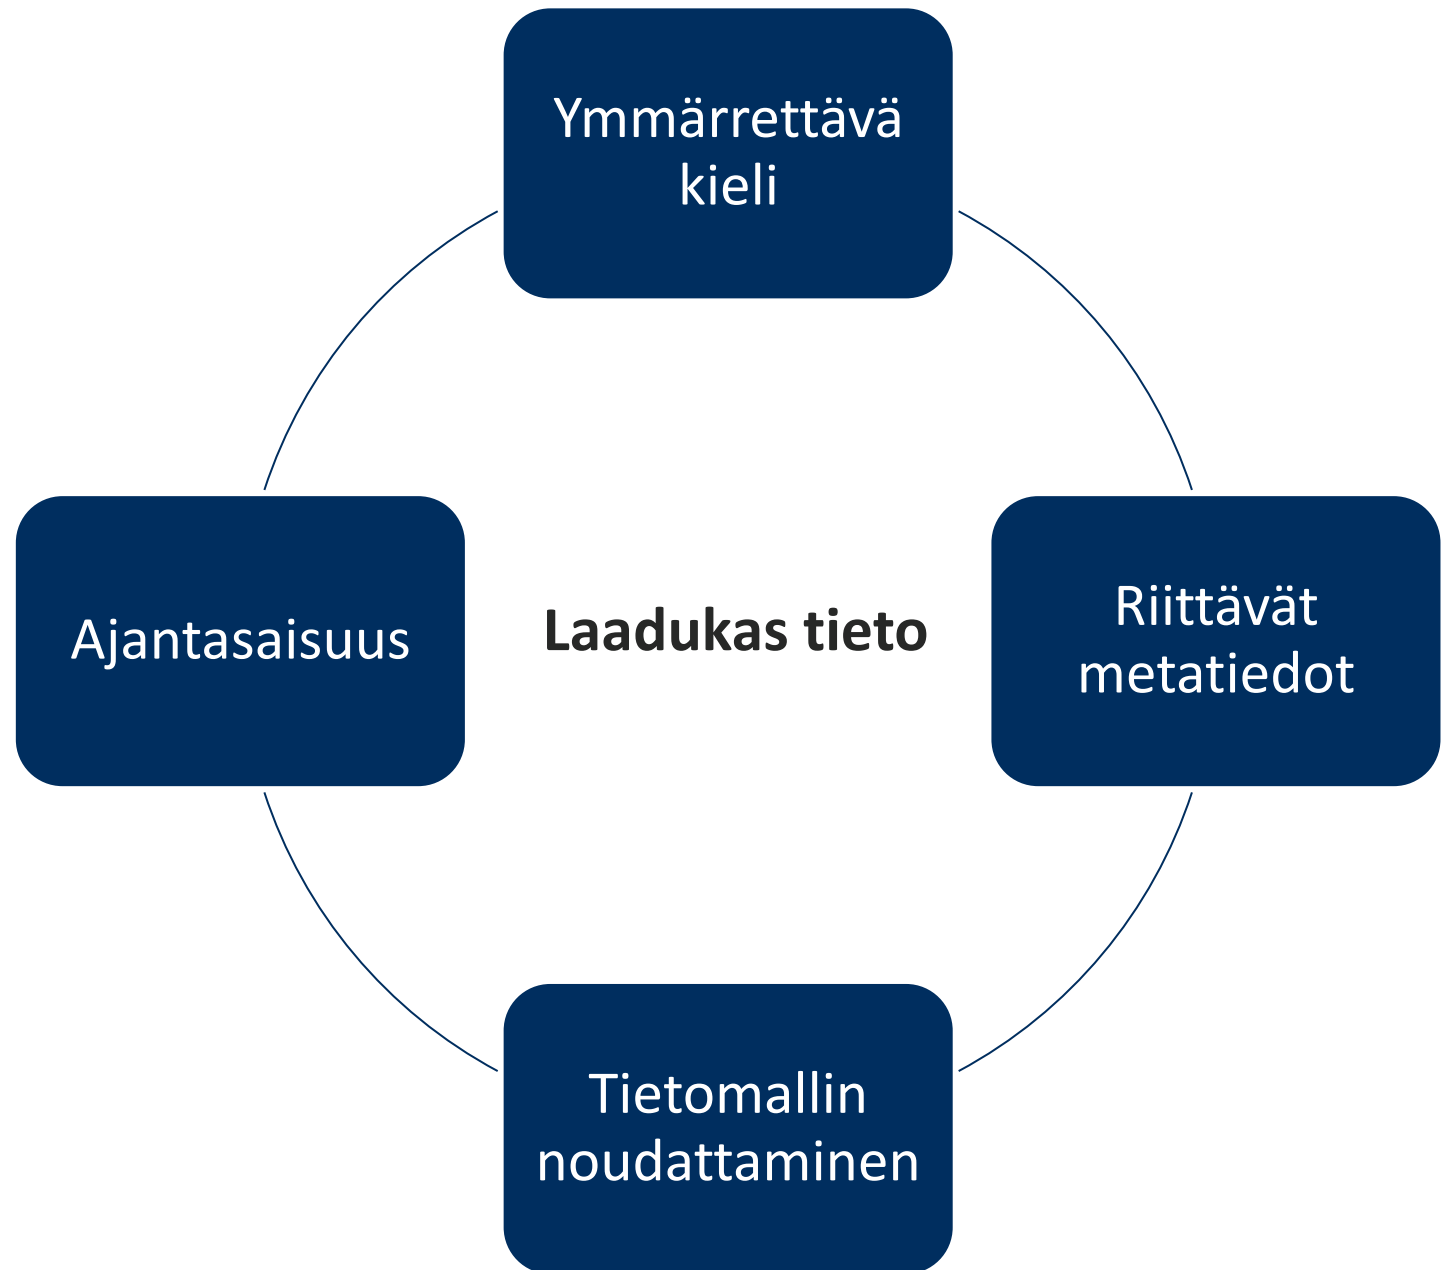 Ymmärrettävä
kieli
Ajantasaisuus
Laadukas tieto
Riittävät
metatiedot
Tietomallin
noudattaminen